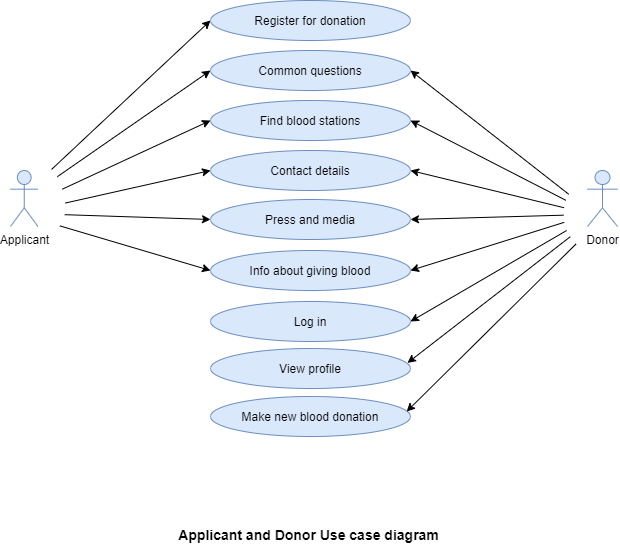 Register for donation
Common questions
Find blood stations
Contact details
Press and media
Info about giving blood
Log in
View profile
Make new blood donation
Applicant
Donor
Applicant and Donor Use case diagram